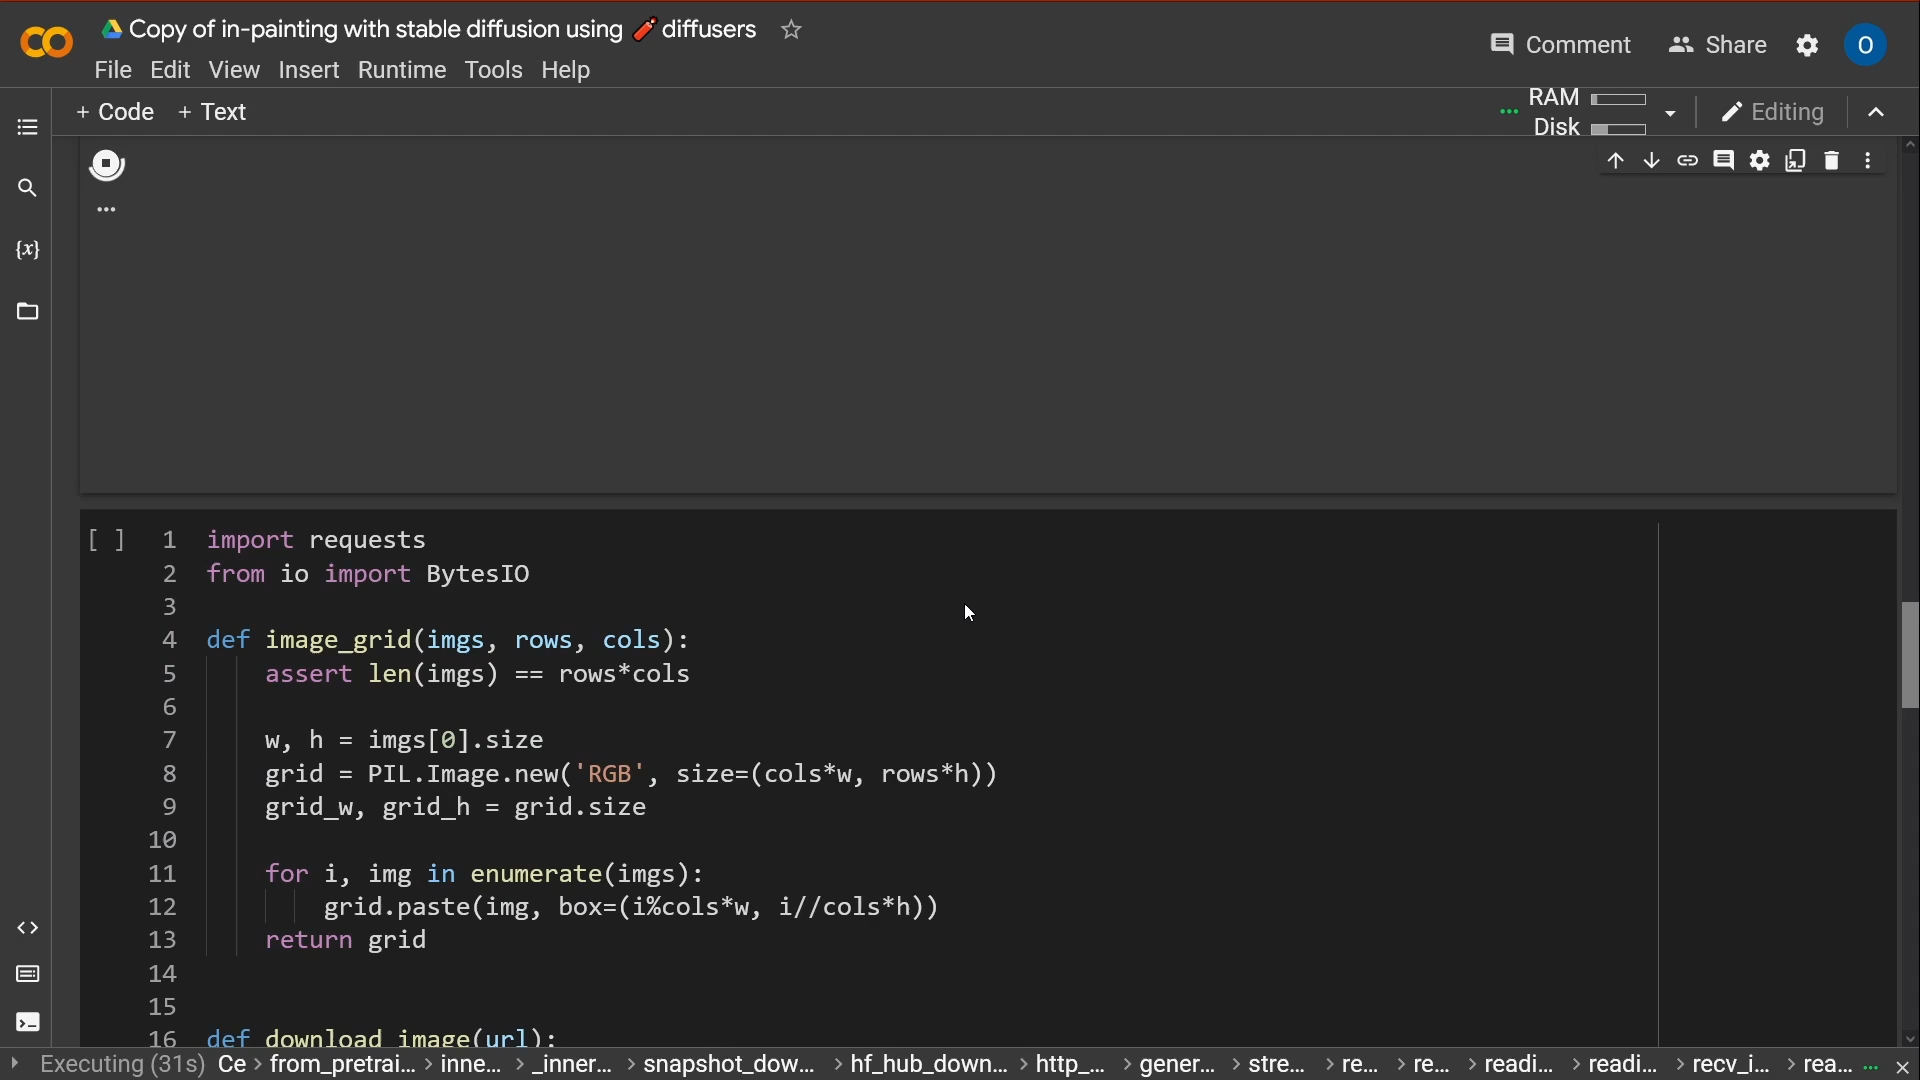 Copy of in-painting with stable diffusion using 🧨 diffusers
File Edit View Insert Runtime Tools Help
Comment Share O
+ Code + Text
RAM
Disk
Editing
{x}
[ ] 1 import requests
2 from io import BytesIO
3
4 def image_grid(imgs, rows, cols):
5 assert len(imgs) == rows*cols
6
7 w, h = imgs[0].size
8 grid = PIL.Image.new('RGB', size=(cols*w, rows*h))
9 grid_w, grid_h = grid.size
10
11 for i, img in enumerate(imgs):
12 grid.paste(img, box=(i%cols*w, i//cols*h))
13 return grid
14
15
16 def download_image(url):
Executing (31s) Ce > from_pretrai... > inne... > _inner... > snapshot_dow... > hf_hub_down... > http_... > gener... > stre... > re... > re... > readi... > readi... > recv_i... > rea...